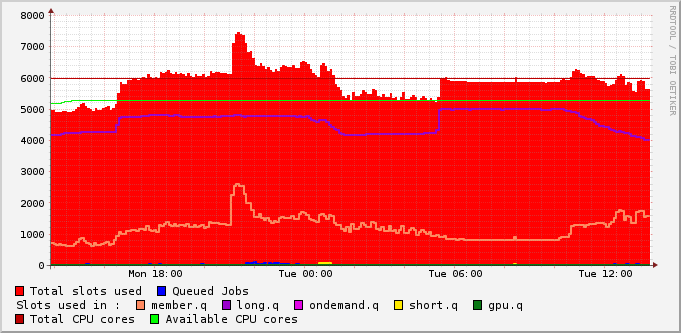 8000
7000
6000
5000
4000
3000
2000
1000
0
Mon 18:00 Tue 00:00 Tue 06:00 Tue 12:00
RRDTOOL / TOBI OETIKER
Total slots used Queued Jobs
Slots used in : member.q long.q ondemand.q short.q gpu.q
Total CPU cores Available CPU cores